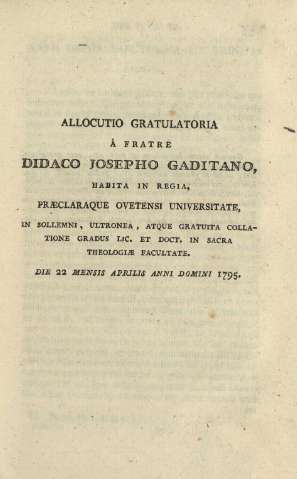 ALLOCUTIO GRATULATORIA
Á FRATRE
DIDACO JOSEPHO GADITANO,
HABITA IN REGIA,
PRÆCLARAQUE OVETENSI UNIVERSITATE,
IN SOLLEMNI, ULTRONEA, ATQUE GRATUITA COLLA-
TIONE GRADUS LIC. ET DOCT. IN SACRA
THEOLOGIÆ FACULTATE.
DIE 22 MENSIS APRILIS ANNI DOMINI 1795.